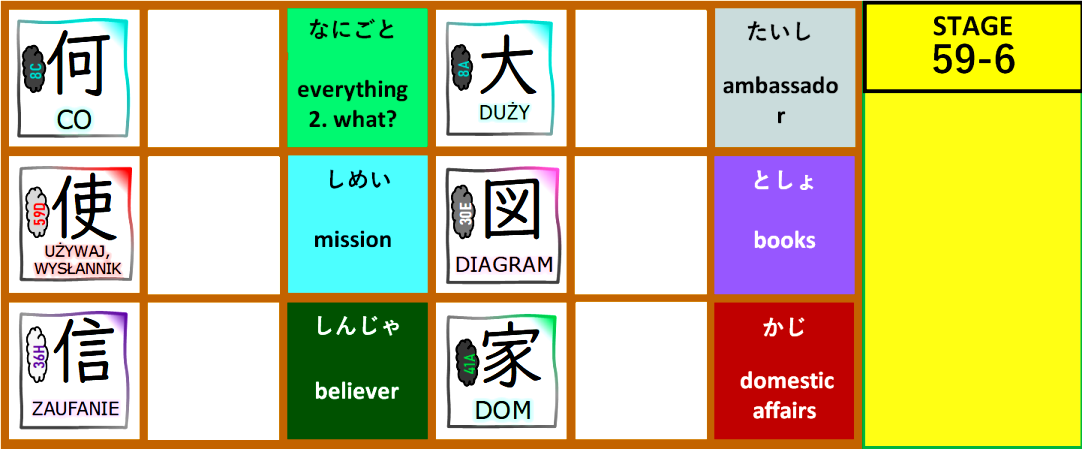 8C
何
CO
なにごと
everything
2. what?
8A
大
DUŻY
たいし
ambassado
r
STAGE
59-6
59D
使
UŻYWAJ,
WYSŁANNIK
しめい
mission
30E
図
DIAGRAM
としょ
books
36H
信
ZAUFANIE
しんじゃ
believer
41A
家
DOM
かじ
domestic
affairs